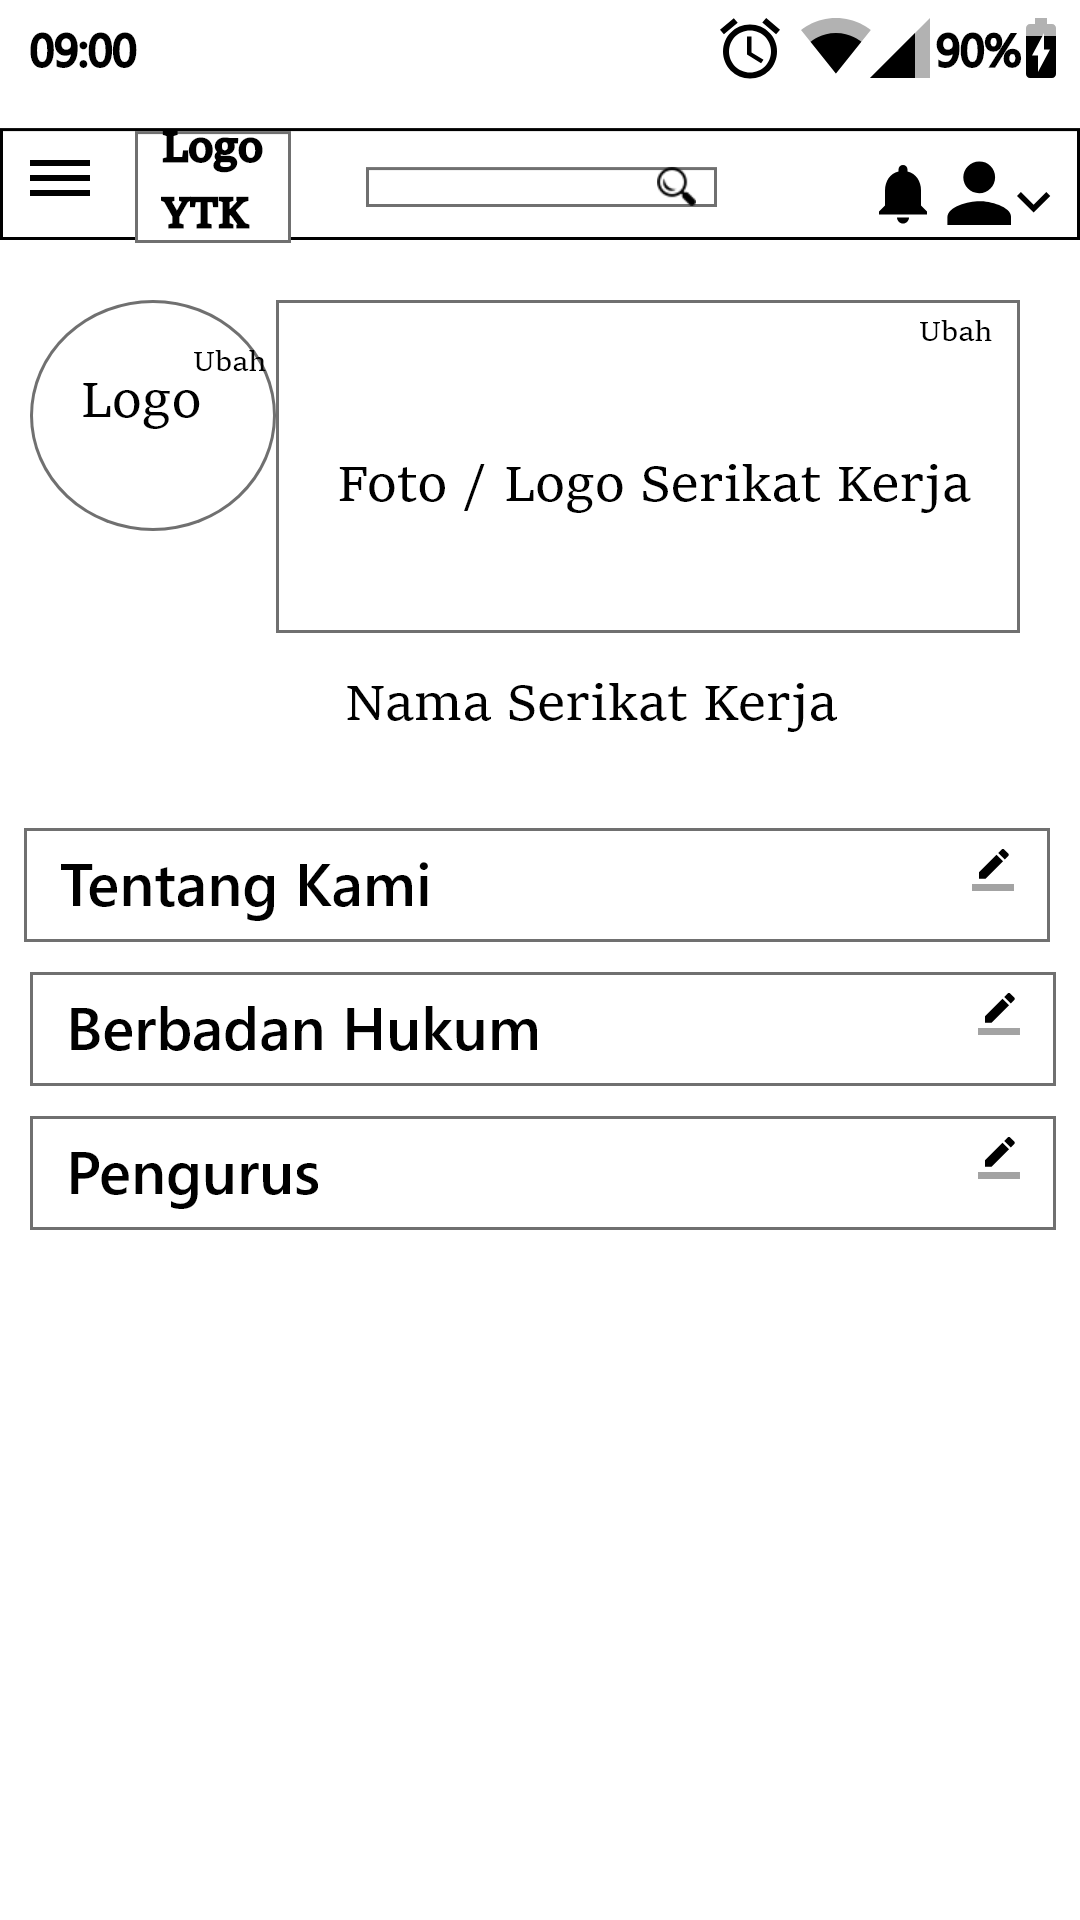 09:00
90%
Logo
YTK
Ubah
Ubah
Logo
Foto / Logo Serikat Kerja
Nama Serikat Kerja
Tentang Kami
Berbadan Hukum
Pengurus